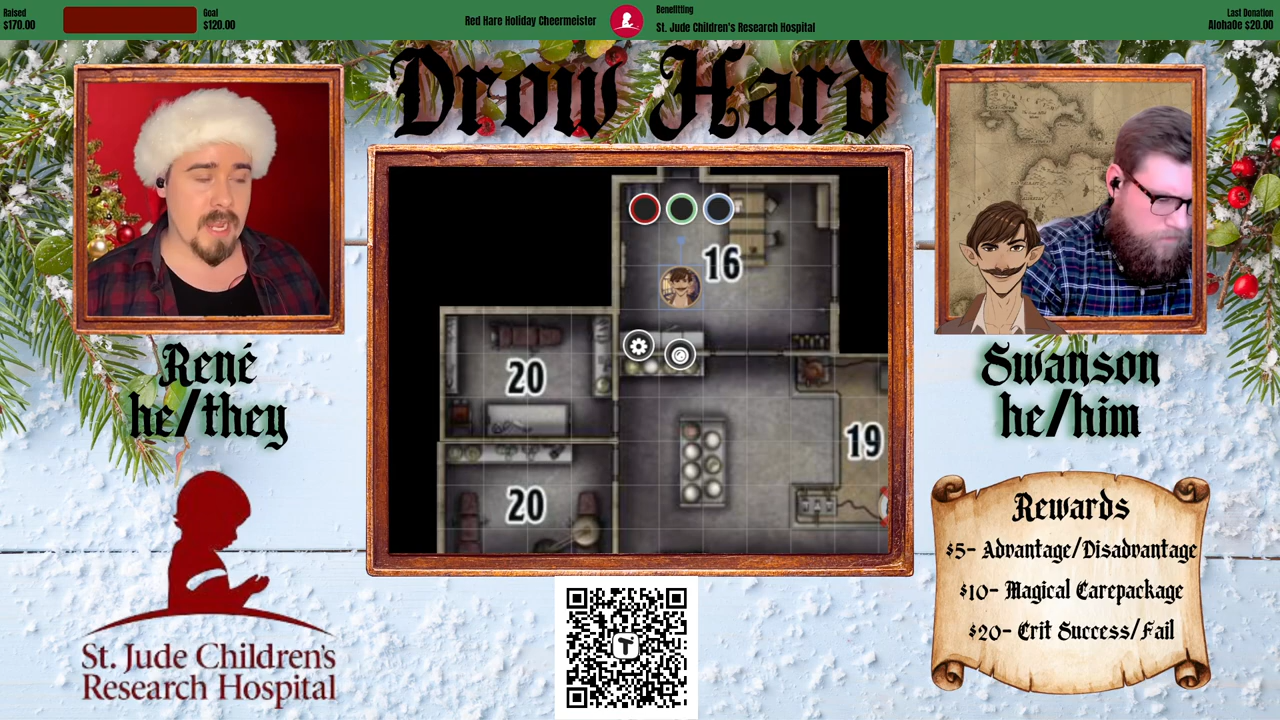 Raised
$170.00
Goal
$120.00
Red Hare Holiday Cheermeister
Benefitting
St. Jude Children's Research Hospital
Last Donation
AlohaOe $20.00
Drow Hard
René
he/they
16
20
19
20
Swanson
he/him
St. Jude Children's
Research Hospital
T
Rewards
$5- Advantage/Disadvantage
$10- Magical Carepackage
$20- Crit Success/Fail